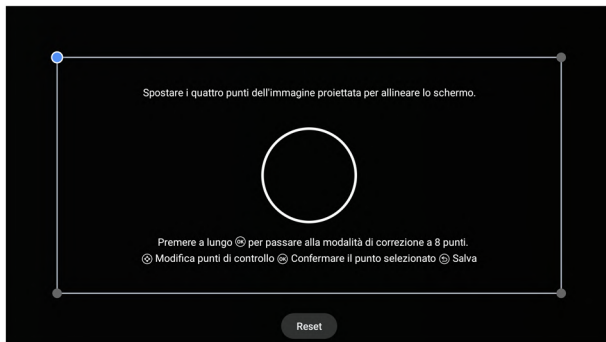 Spostare i quattro punti dell'immagine proiettata per allineare lo schermo.
Premere a lungo OK per passare alla modalità di correzione a 8 punti.
Modifica punti di controllo OK Confermare il punto selezionato Salva
Reset